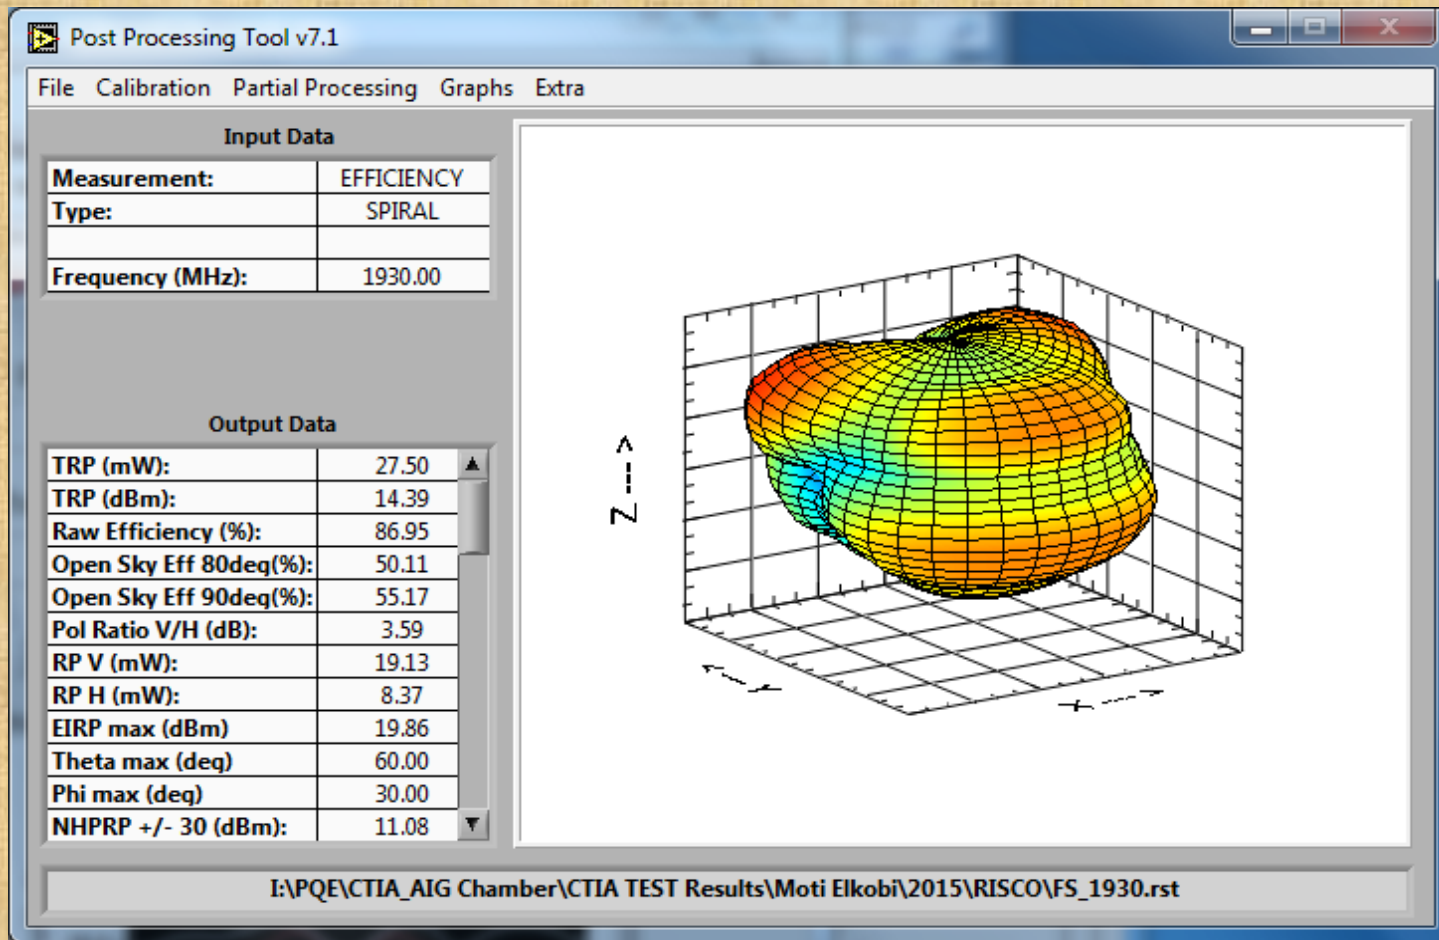 Post Processing Tool v7.1
File Calibration Partial Processing Graphs Extra
Input Data
Measurement: EFFICIENCY
Type: SPIRAL
Frequency (MHz): 1930.00
Output Data
TRP (mW): 27.50
TRP (dBm): 14.39
Raw Efficiency (%): 86.95
Open Sky Eff 80deg(%): 50.11
Open Sky Eff 90deg(%): 55.17
Pol Ratio V/H (dB): 3.59
RP V (mW): 19.13
RP H (mW): 8.37
EIRP max (dBm) 19.86
Theta max (deg) 60.00
Phi max (deg) 30.00
NHPRP +/- 30 (dBm): 11.08
Z --->
<--- Y
X --->
I:\PQE\CTIA_AIG Chamber\CTIA TEST Results\Moti Elkobi\2015\RISCO\FS_1930.rst